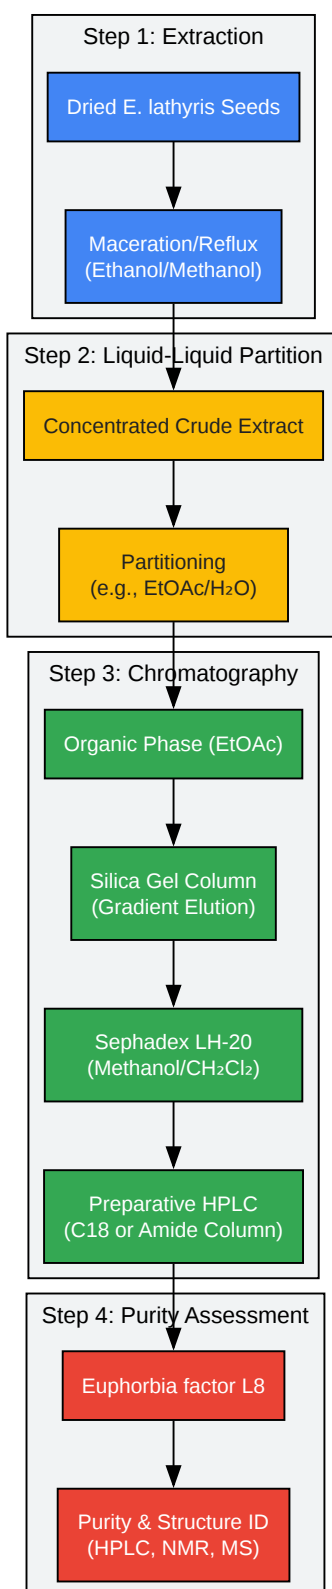 Step 1: Extraction
Dried E. lathyris Seeds
Maceration/Reflux
(Ethanol/Methanol)
Step 2: Liquid-Liquid Partition
Concentrated Crude Extract
Partitioning
(e.g., EtOAc/H₂O)
Step 3: Chromatography
Organic Phase (EtOAc)
Silica Gel Column
(Gradient Elution)
Sephadex LH-20
(Methanol/CH₂Cl₂)
Preparative HPLC
(C18 or Amide Column)
Step 4: Purity Assessment
Euphorbia factor L8
Purity & Structure ID
(HPLC, NMR, MS)